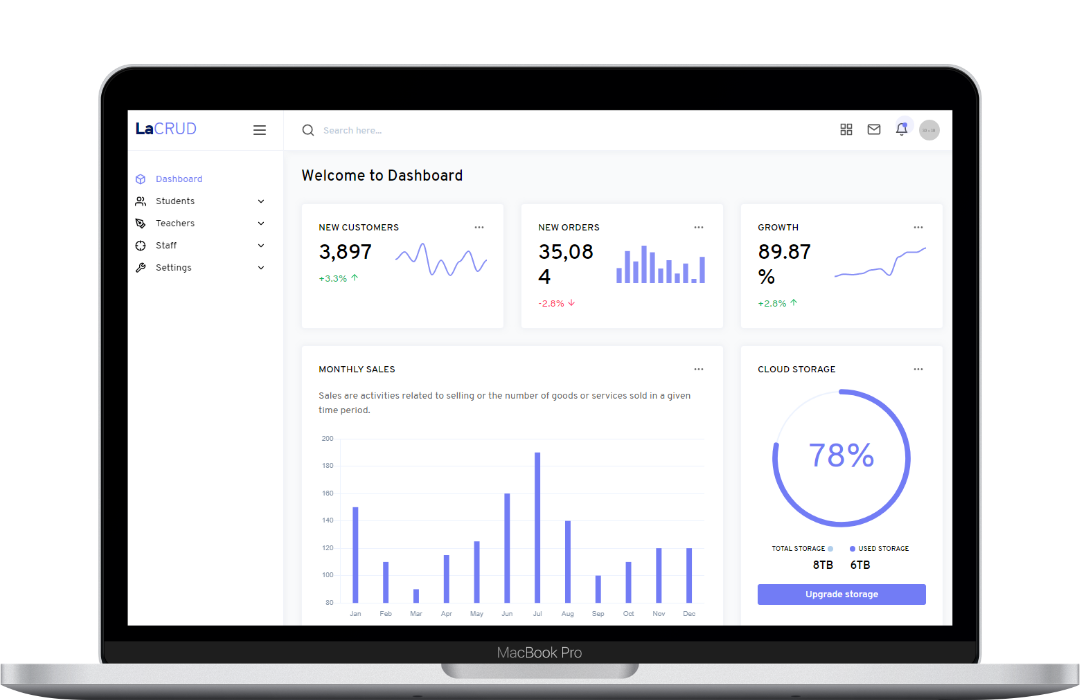 LaCRUD
Search here...
Dashboard
Students
Teachers
Staff
Settings
Welcome to Dashboard
NEW CUSTOMERS
3,897
+3.3%
NEW ORDERS
35,08
4
-2.8%
GROWTH
89.87
%
+2.8%
MONTHLY SALES
Sales are activities related to selling or the number of goods or services sold in a given
time period.
200
180
160
140
120
100
80
Jan Feb Mar Apr May Jun Jul Aug Sep Oct Nov Dec
CLOUD STORAGE
78%
TOTAL STORAGE USED STORAGE
8TB 6TB
Upgrade storage
MacBook Pro